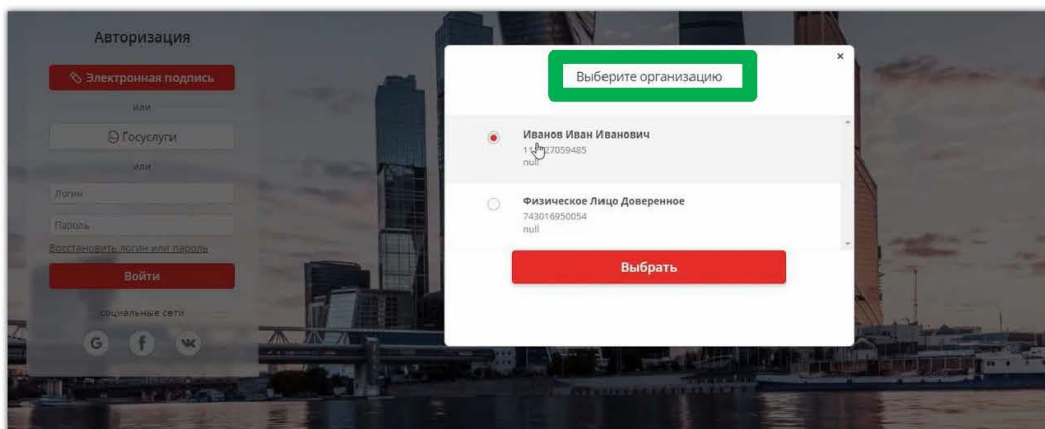 Авторизация
Электронная подпись
или
Госуслуги
или
Логин
Пароль
Восстановить логин или пароль
Войти
социальные сети
G f
×
Выберите организацию
Иванов Иван Иванович
null
Физическое Лицо Доверенное
743016950054
null
Выбрать